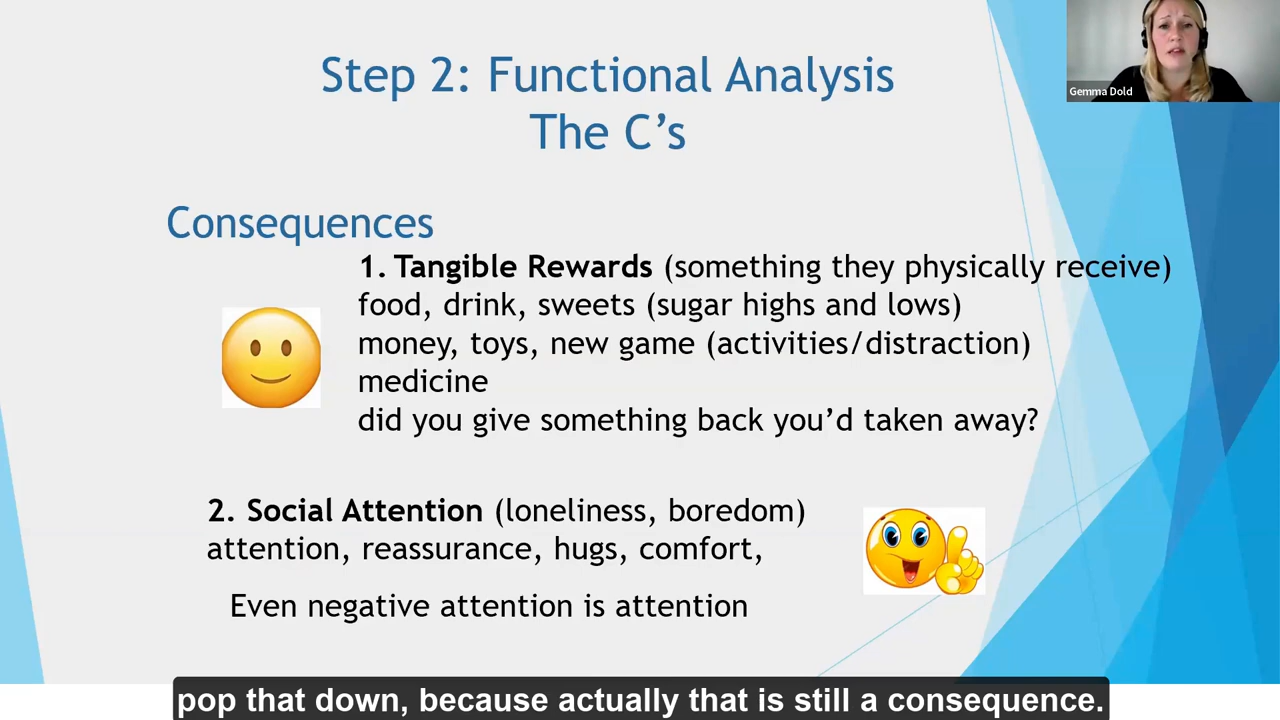 Step 2: Functional Analysis
The C’s
Gemma Dold
Consequences
1. Tangible Rewards (something they physically receive)
food, drink, sweets (sugar highs and lows)
money, toys, new game (activities/distraction)
medicine
did you give something back you’d taken away?
2. Social Attention (loneliness, boredom)
attention, reassurance, hugs, comfort,
Even negative attention is attention
pop that down, because actually that is still a consequence.